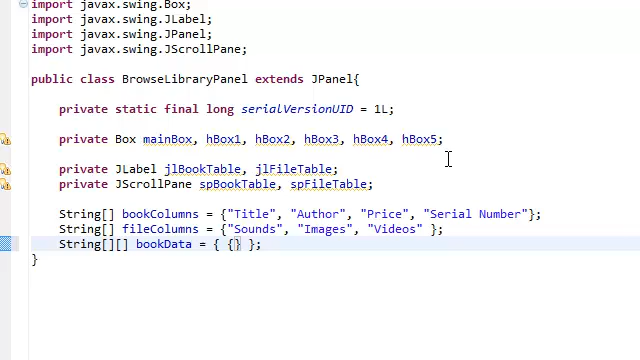 import javax.swing.Box;
import javax.swing.JLabel;
import javax.swing.JPanel;
import javax.swing.JScrollPane;
public class BrowseLibraryPanel extends JPanel{
private static final long serialVersionUID = 1L;
private Box mainBox, hBox1, hBox2, hBox3, hBox4, hBox5;
private JLabel jlBookTable, jlFileTable;
private JScrollPane spBookTable, spFileTable;
String[] bookColumns = {"Title", "Author", "Price", "Serial Number"};
String[] fileColumns = {"Sounds", "Images", "Videos" };
String[][] bookData = { {} };
}